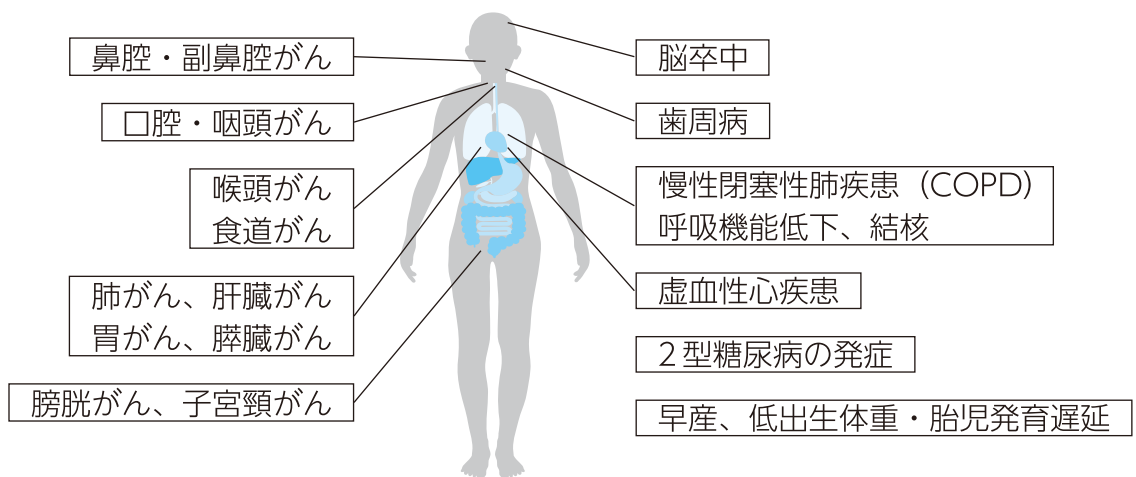 鼻腔・副鼻腔がん
口腔・咽頭がん
喉頭がん
食道がん
肺がん、肝臓がん
胃がん、膵臓がん
膀胱がん、子宮頸がん
脳卒中
歯周病
慢性閉塞性肺疾患（COPD）
呼吸機能低下、結核
虚血性心疾患
２型糖尿病の発症
早産、低出生体重・胎児発育遅延